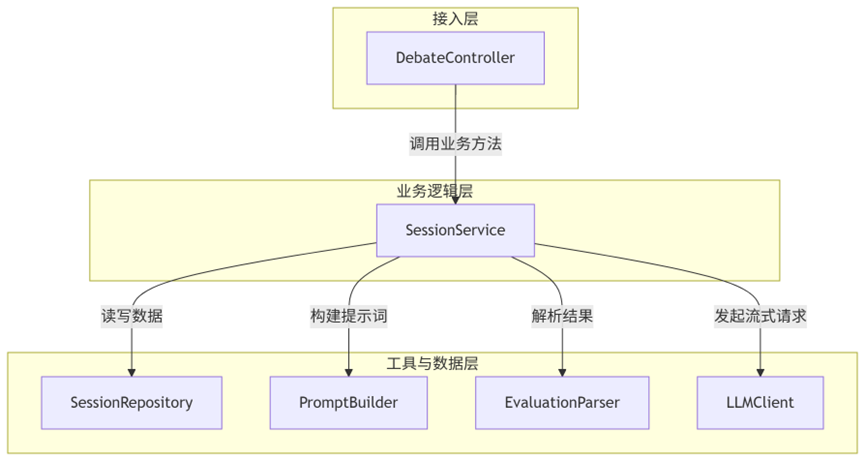 接入层
DebateController
调用业务方法
业务逻辑层
SessionService
读写数据
构建提示词
解析结果
发起流式请求
工具与数据层
SessionRepository
PromptBuilder
EvaluationParser
LLMClient